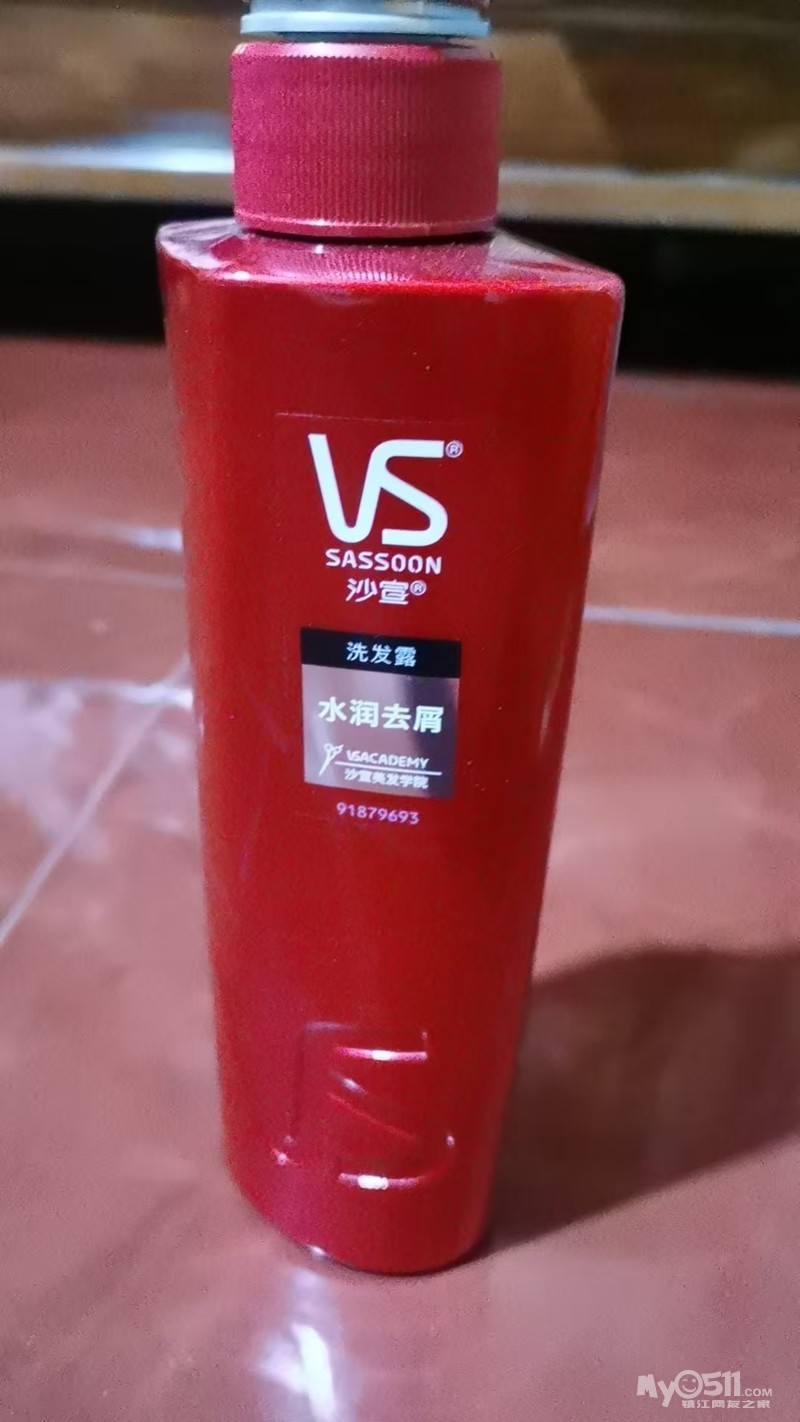 VS®
SASSOON
沙宣®
洗发露
水润去屑
VSACADEMY
沙宣美发学院
91879693
My0511.COM
镇江网友之家